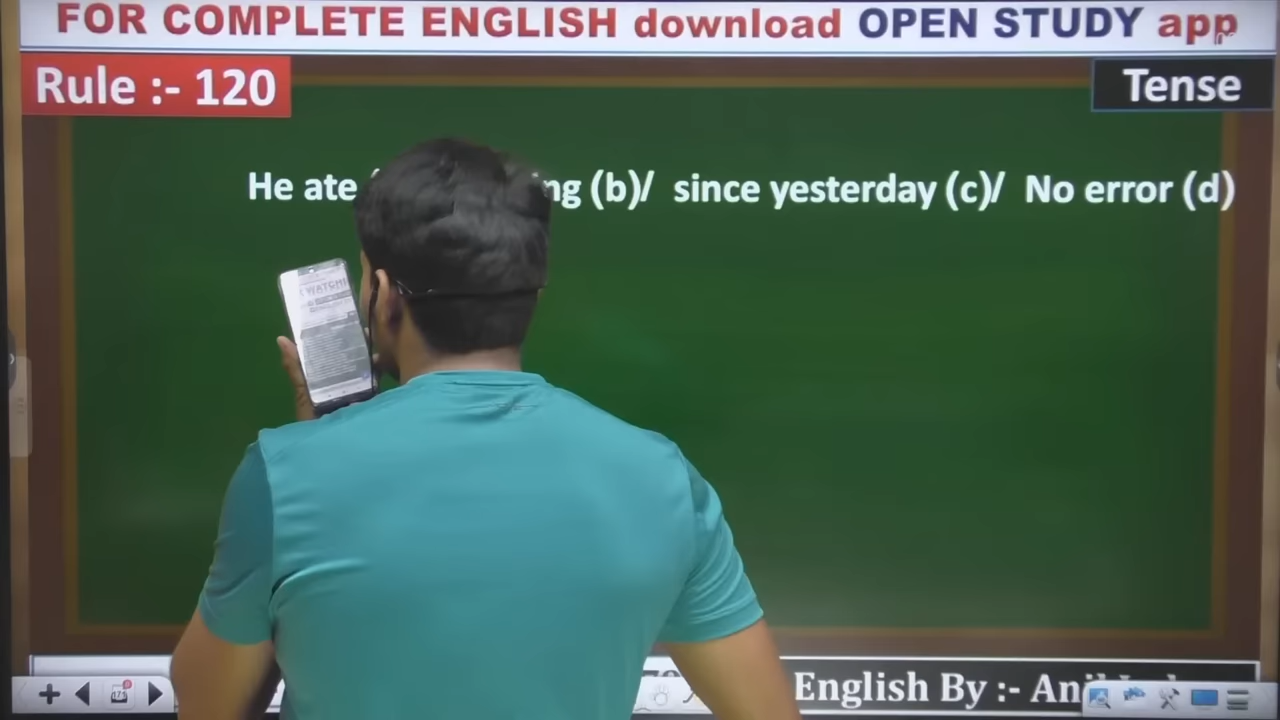 FOR COMPLETE ENGLISH download OPEN STUDY app
Rule :- 120
Tense
He ate ng (b)/ since yesterday (c)/ No error (d)
English By :- Anil